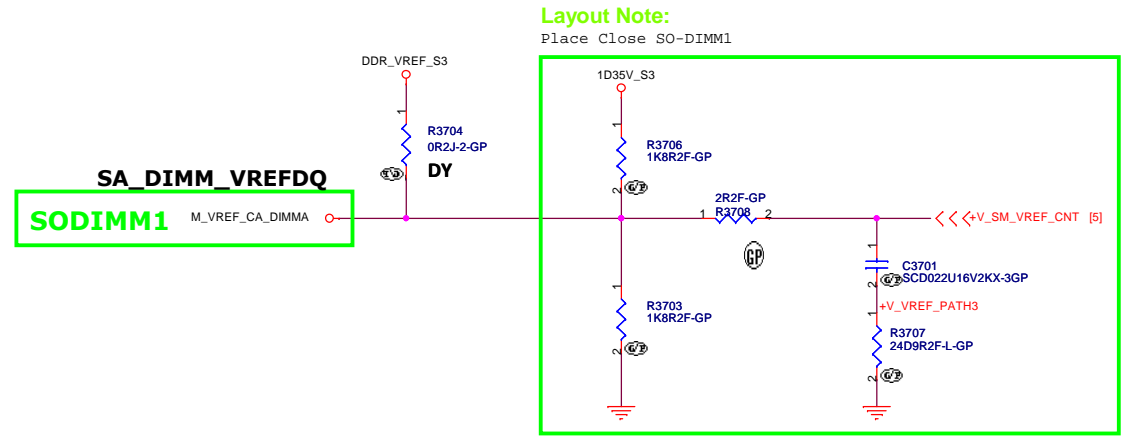 Layout Note:
Place Close SO-DIMM1
DDR_VREF_S3
1D35V_S3
1
R3704
0R2J-2-GP
DY
1
R3706
1K8R2F-GP
2
G/P
SA_DIMM_VREFDQ
SODIMM1
M_VREF_CA_DIMMA
2R2F-GP
1
R3708
2
GP
+V_SM_VREF_CNT [5]
1
C3701
SCD022U16V2KX-3GP
2
G/P
+V_VREF_PATH3
1
R3703
1K8R2F-GP
2
G/P
1
R3707
24D9R2F-L-GP
2
G/P